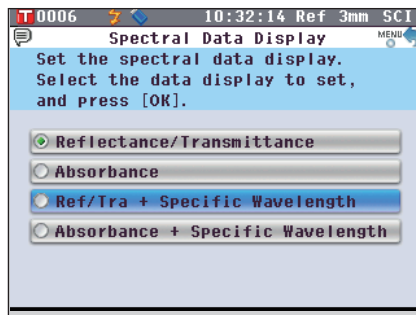 T0006 10:32:14 Ref 3mm SCI
Spectral Data Display MENU
Set the spectral data display.
Select the data display to set,
and press [OK].
Reflectance/Transmittance
Absorbance
Ref/Tra + Specific Wavelength
Absorbance + Specific Wavelength